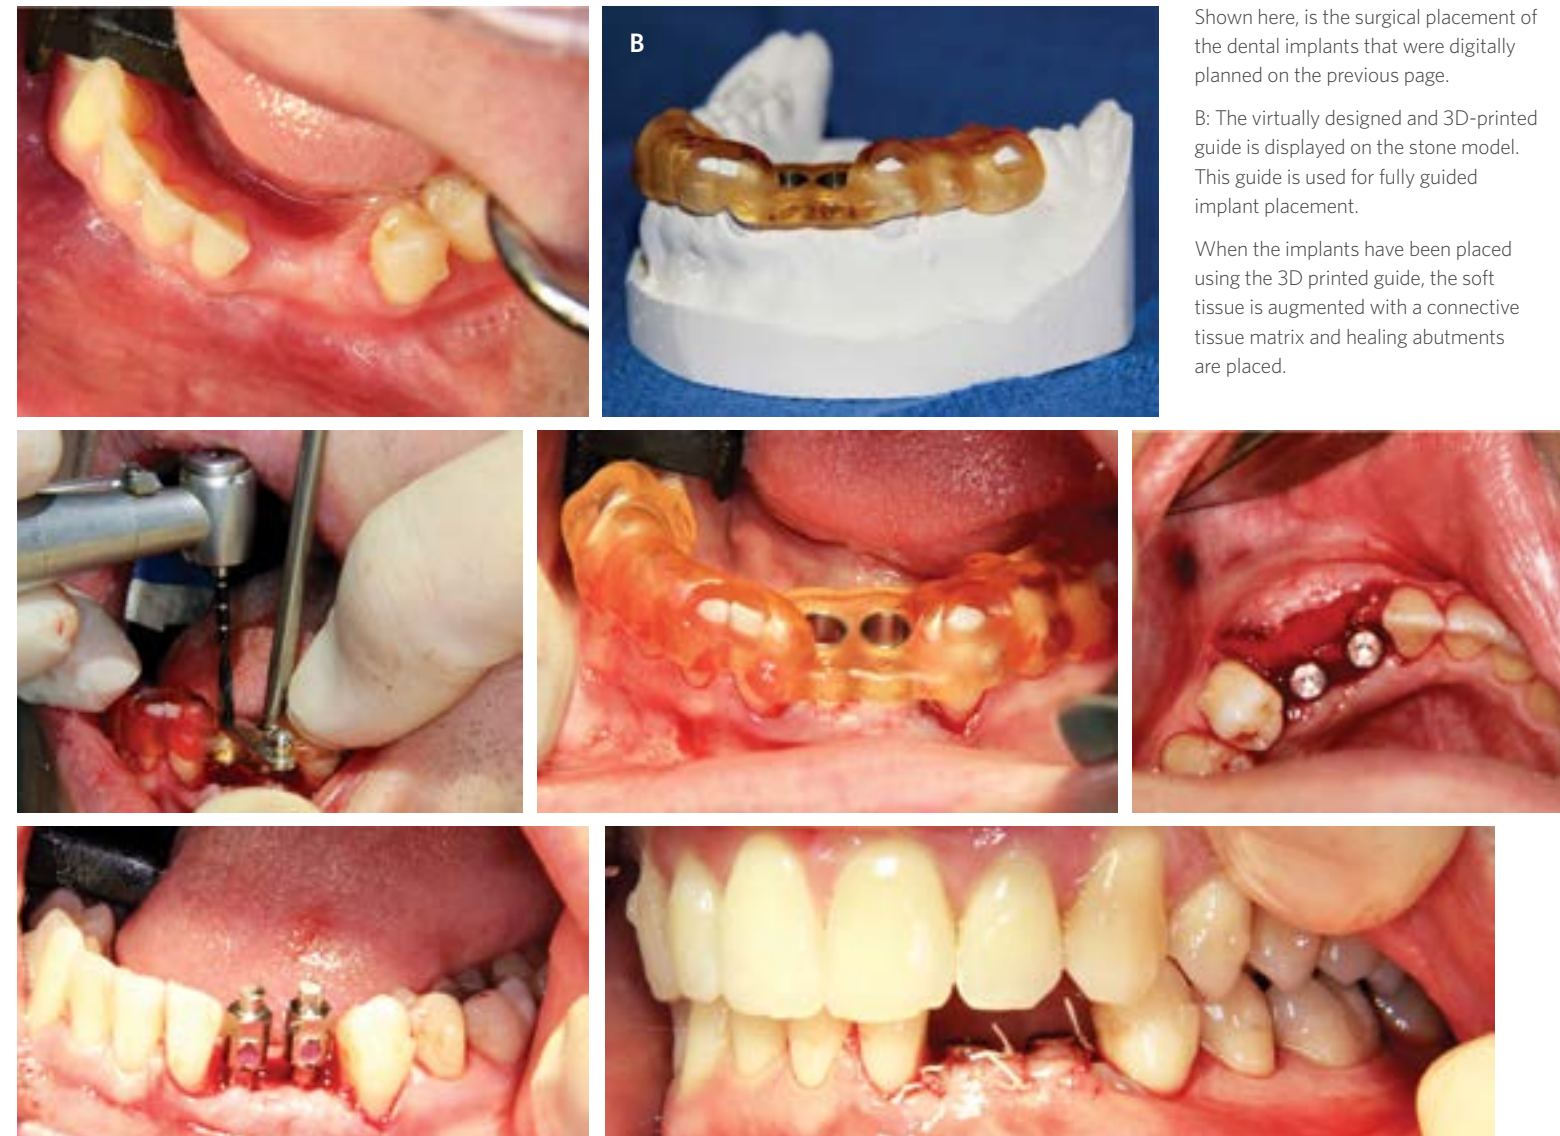 B
Shown here, is the surgical placement of
the dental implants that were digitally
planned on the previous page.
B: The virtually designed and 3D-printed
guide is displayed on the stone model.
This guide is used for fully guided
implant placement.
When the implants have been placed
using the 3D printed guide, the soft
tissue is augmented with a connective
tissue matrix and healing abutments
are placed.